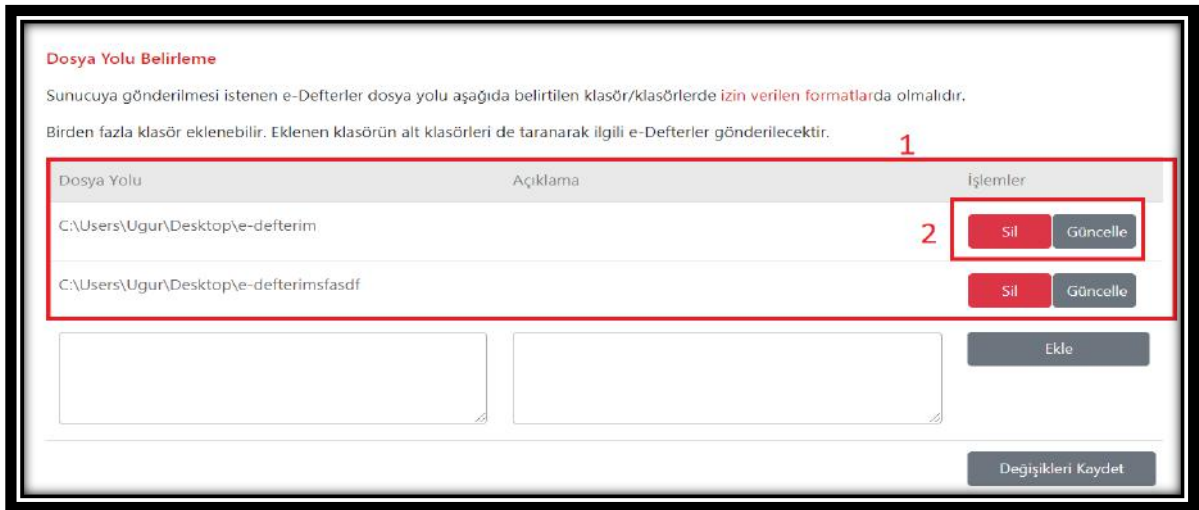 Dosya Yolu Belirleme
Sunucuya gönderilmesi istenen e-Defterler dosya yolu aşağıda belirtilen klasör/klasörlerde izin verilen formatlarda olmalıdır.
Birden fazla klasör eklenebilir. Eklenen klasörün alt klasörleri de taranarak ilgili e-Defterler gönderilecektir.
1
Dosya Yolu Açıklama İşlemler
C:\Users\Ugur\Desktop\e-defterim 2 Sil Güncelle
C:\Users\Ugur\Desktop\e-defterimsfasdf Sil Güncelle
Ekle
Değişikleri Kaydet